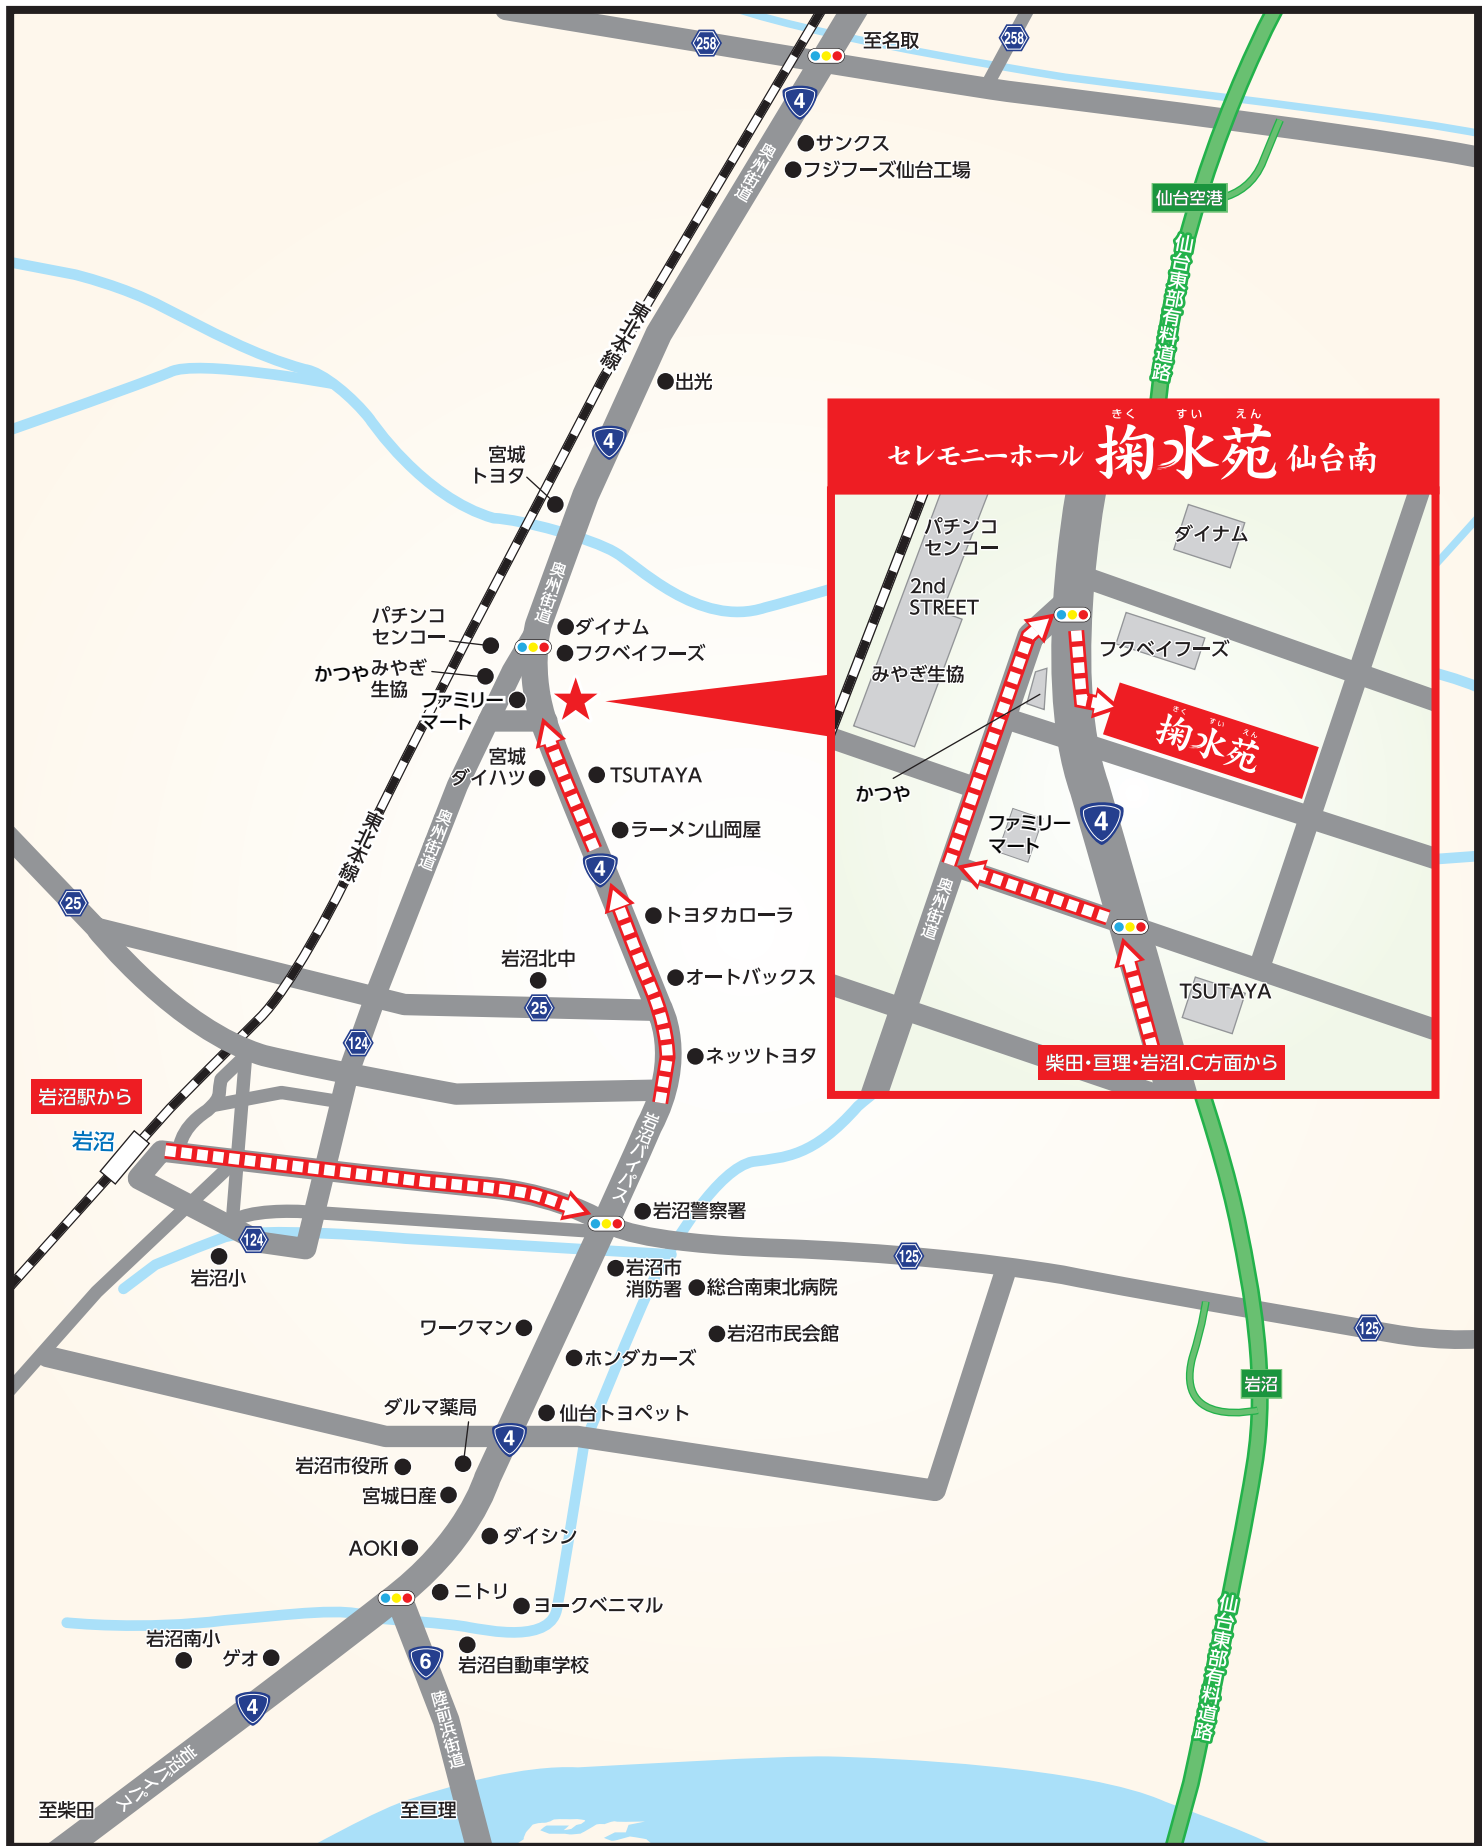 258
至名取
258
4
サンクス
フジフーズ仙台工場
奥州街道
仙台空港
仙台東部有料道路
東北本線
出光
4
宮城
トヨタ
奥州街道
パチンコ
センコー
ダイナム
フクベイフーズ
かつや
みやぎ
生協
ファミリー
マート
宮城
ダイハツ
TSUTAYA
ラーメン山岡屋
奥州街道
東北本線
4
25
トヨタカローラ
岩沼北中
25
オートバックス
124
ネッツトヨタ
岩沼駅から
岩沼
岩沼バイパス
岩沼警察署
124
岩沼小
125
岩沼市
消防署
総合南東北病院
ワークマン
岩沼市民会館
125
ホンダカーズ
岩沼
ダルマ薬局
仙台トヨペット
4
岩沼市役所
宮城日産
ダイシン
AOKI
ニトリ
ヨークベニマル
岩沼南小
ゲオ
岩沼自動車学校
6
4
陸前浜街道
仙台東部有料道路
岩沼バイパス
至柴田
至亘理
きく すい えん
セレモニーホール 掬水苑 仙台南
パチンコ
センコー
ダイナム
2nd
STREET
フクベイフーズ
みやぎ生協
きく すい えん
掬水苑
かつや
ファミリー
マート
4
奥州街道
TSUTAYA
柴田・亘理・岩沼I.C方面から